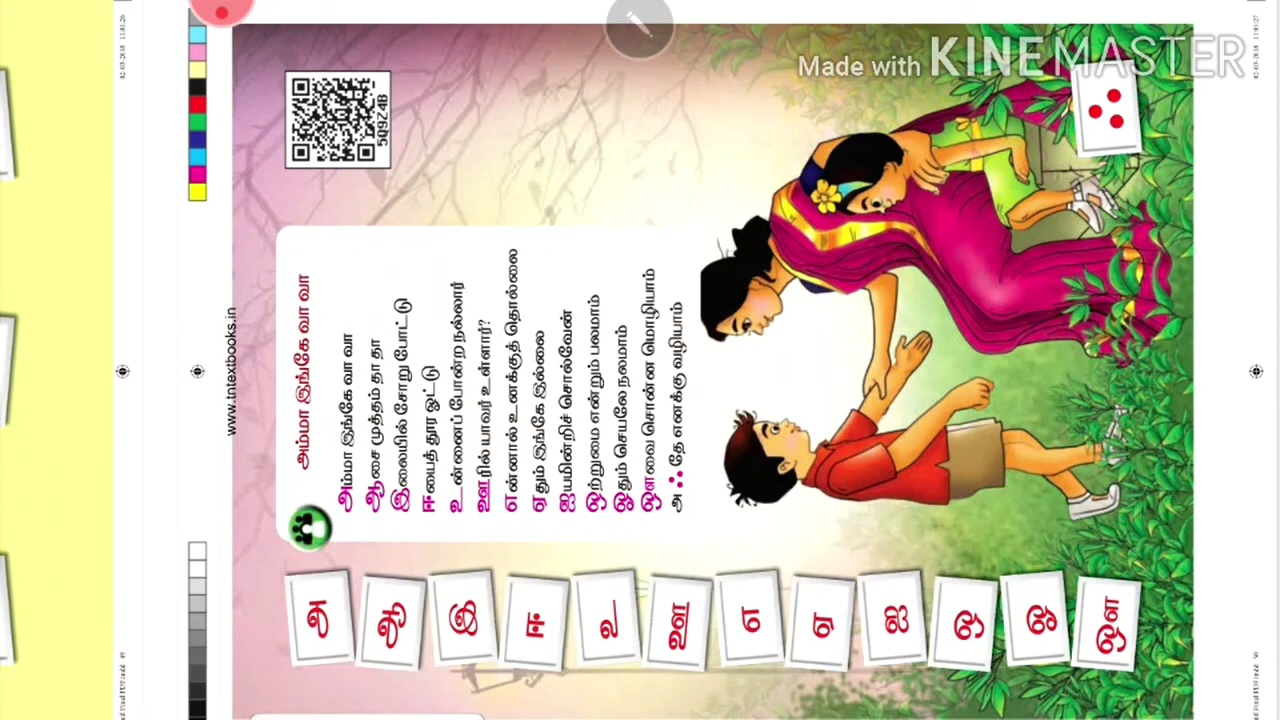 Made with KINEMASTER
5Q9Z4B
www.tntextbooks.in
அம்மா இங்கே வா வா
அம்மா இங்கே வா வா
ஆசை முத்தம் தா தா
இலையில் சோறு போட்டு
ஈயைத் தூர ஓட்டு
உன்னைப் போன்ற நல்லார்
ஊரில் யாவர் உள்ளார்?
என்னால் உனக்குத் தொல்லை
ஏதும் இங்கே இல்லை
ஐயமின்றிச் சொல்வேன்
ஒற்றுமை என்றும் பலமாம்
ஓதும் செயலே நலமாம்
ஔவை சொன்ன மொழியாம்
அஃதே எனக்கு வழியாம்
அ
ஆ
இ
ஈ
உ
ஊ
எ
ஏ
ஐ
ஒ
ஓ
ஔ
ஃ